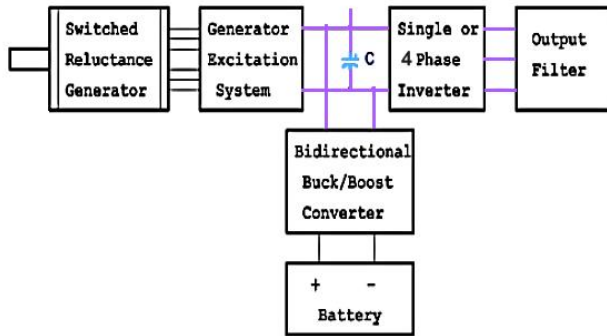 Switched
Reluctance
Generator
Generator
Excitation
System
C
Single or
4 Phase
Inverter
Output
Filter
Bidirectional
Buck/Boost
Converter
+ -
Battery